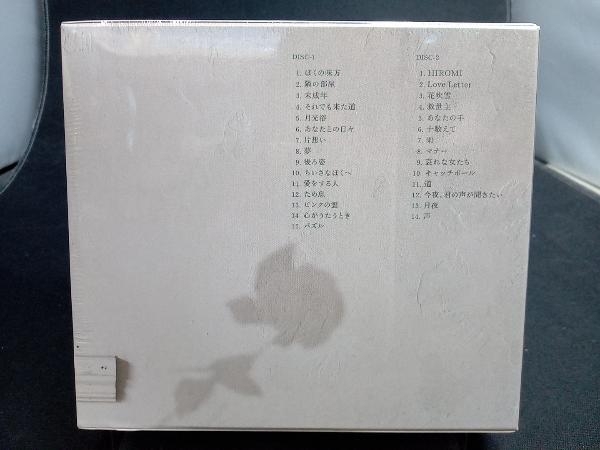 DISC-1
1. ぼくの味方
2. 隣の部屋
3. 未成年
4. それでも来た道
5. 月光浴
6. あなたとの日々
7. 片想い
8. 夢
9. 後ろ姿
10. ちいさなぼくへ
11. 愛をする人
12. ため息
13. ピンクの雲
14. 心がうたうとき
15. パズル
DISC-2
1. HIROMI
2. Love Letter
3. 花吹雪
4. 救世主
5. あなたの手
6. 十数えて
7. 刺
8. マナー
9. 哀れな女たち
10. キャッチボール
11. 道
12. 今夜、君の声が聞きたい
13. 月夜
14. 声